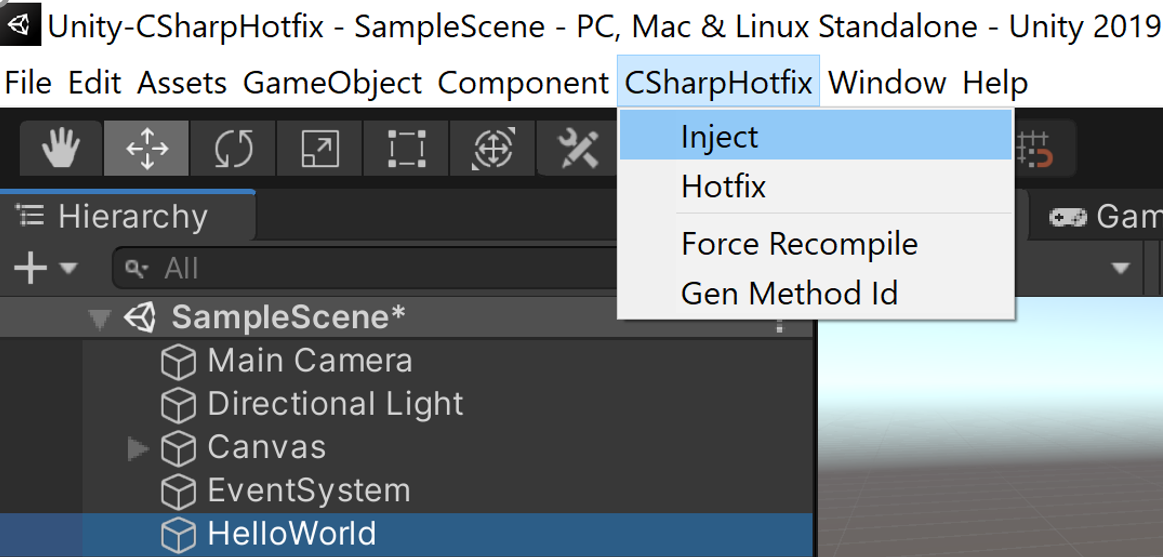 Unity-CSharpHotfix - SampleScene - PC, Mac & Linux Standalone - Unity 2019
File Edit Assets GameObject Component CSharpHotfix Window Help
Inject
Hotfix
Force Recompile
Gen Method Id
Hierarchy
Gam
All
SampleScene*
Main Camera
Directional Light
Canvas
EventSystem
HelloWorld